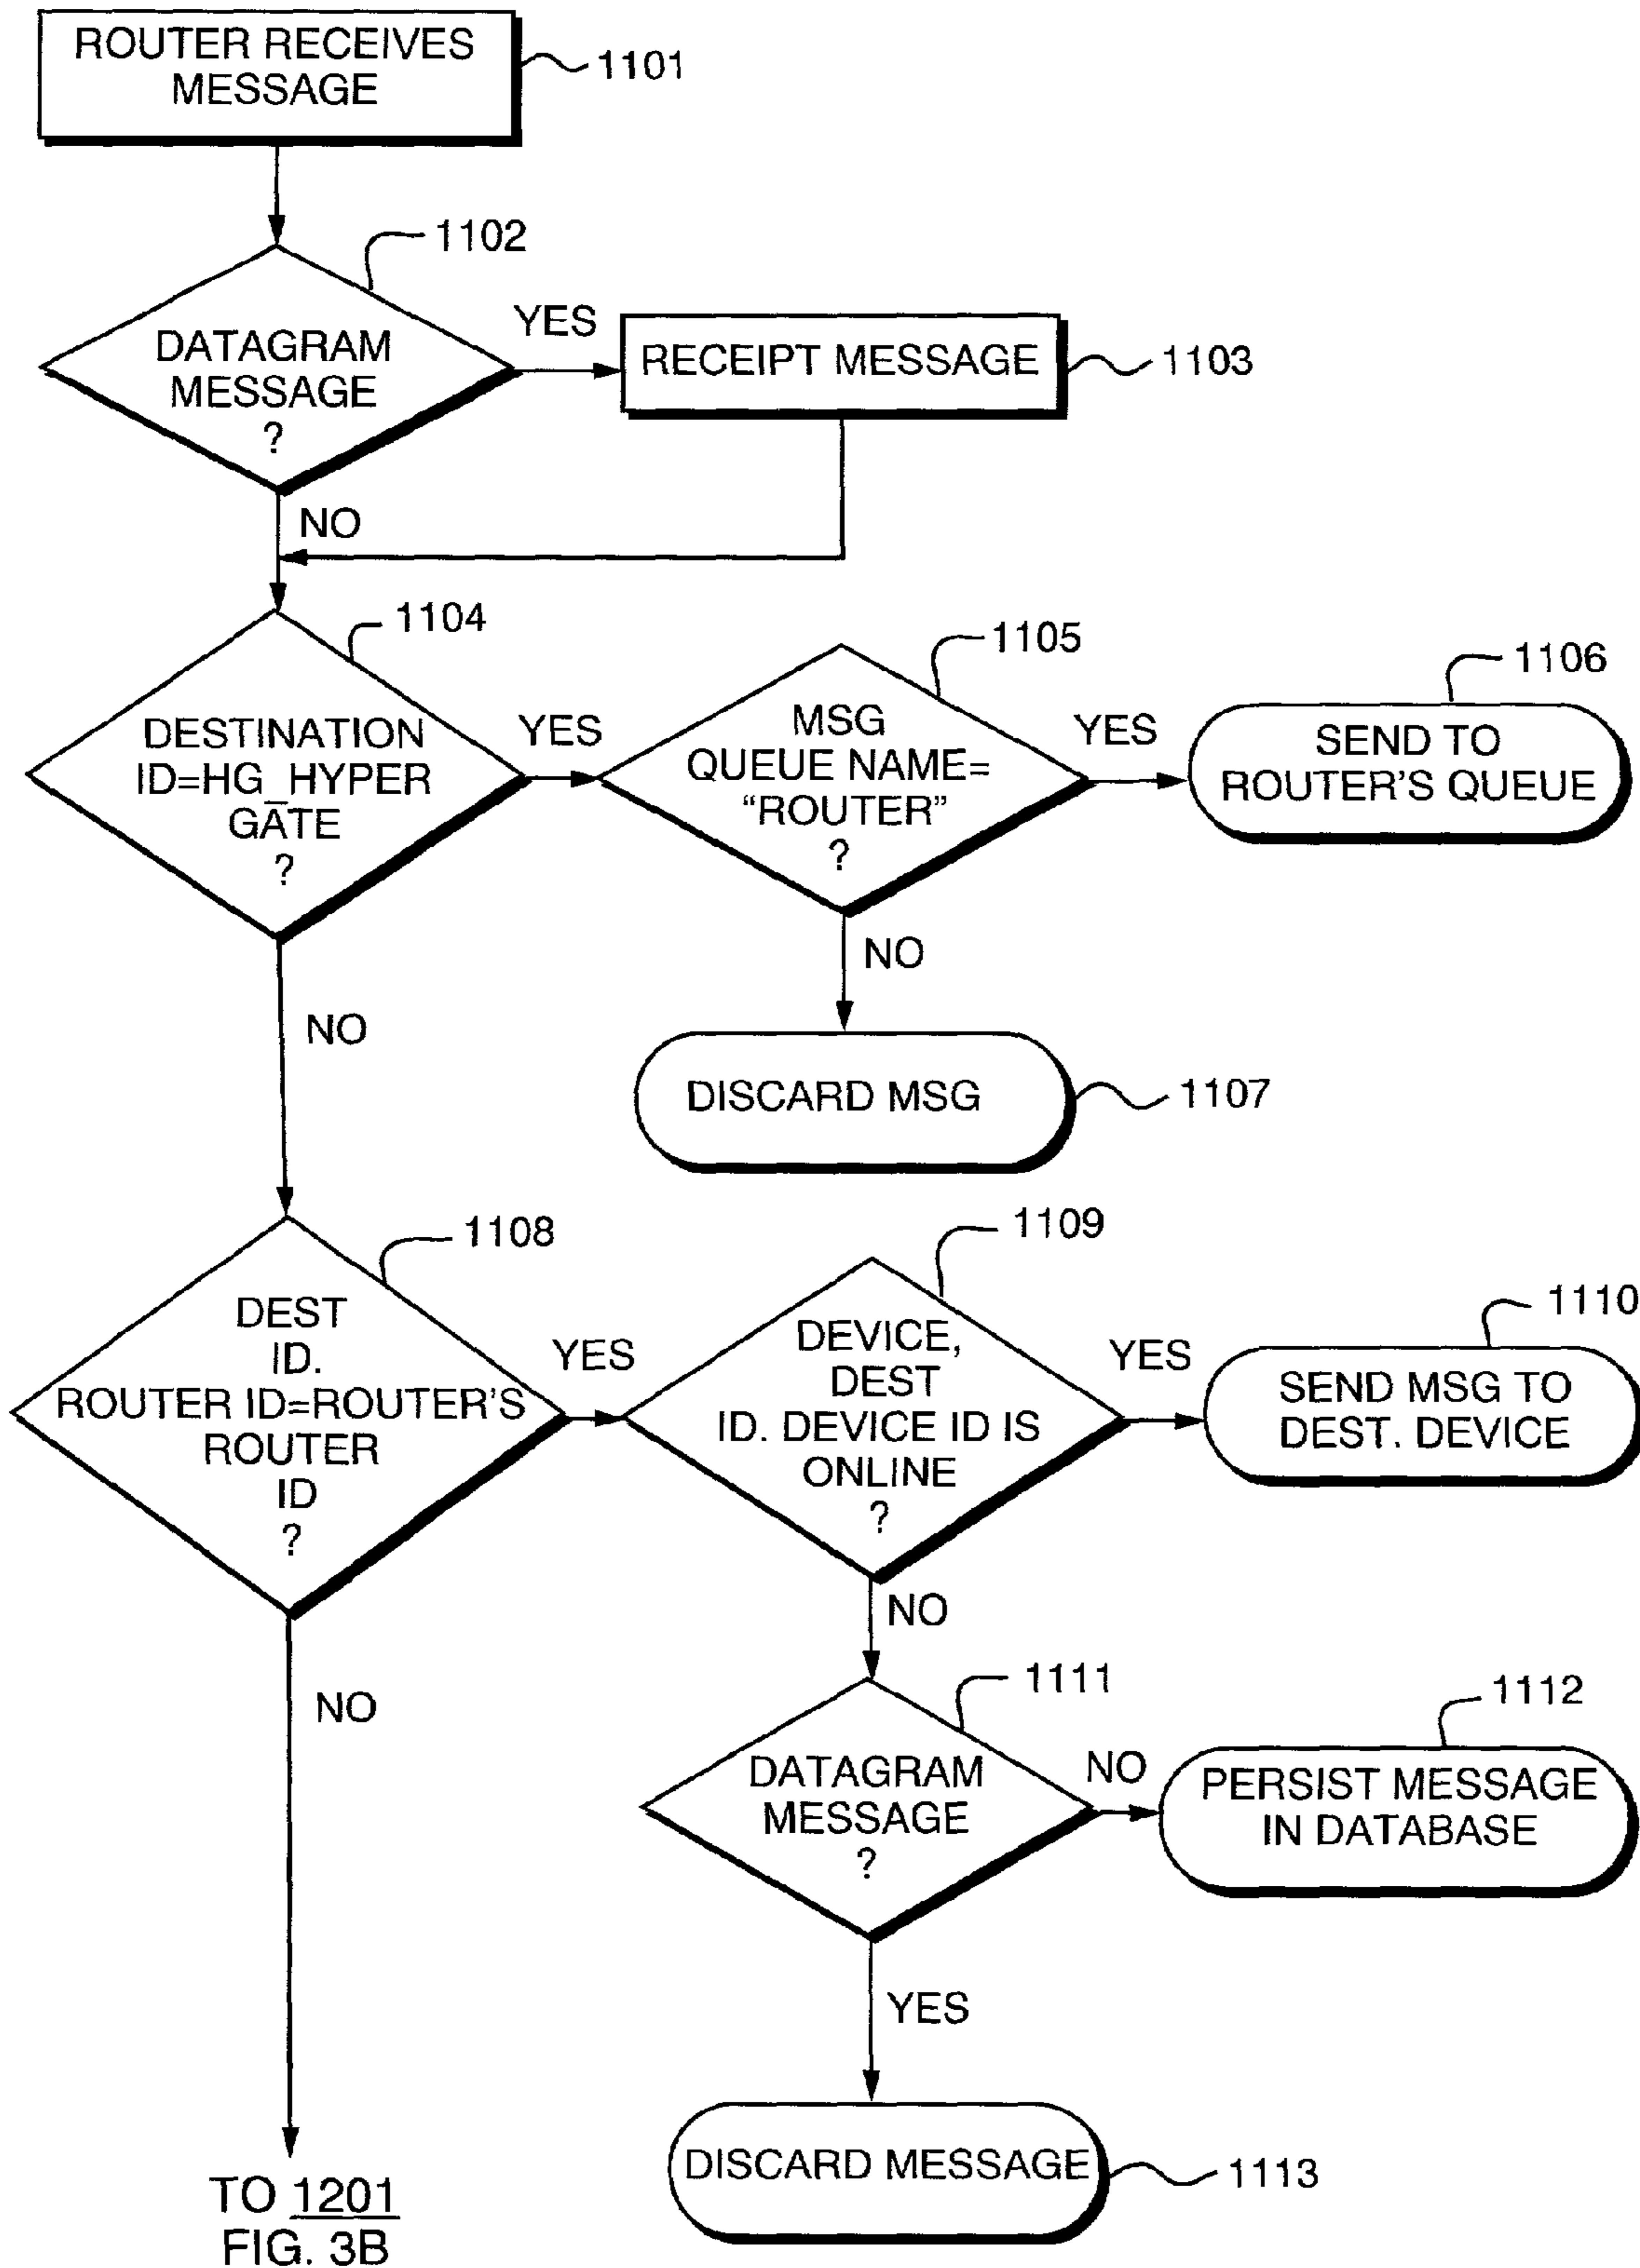 ROUTER RECEIVES
MESSAGE
1101
1102
DATAGRAM
MESSAGE
?
YES
RECEIPT MESSAGE
1103
NO
1104
DESTINATION
ID=HG_HYPER
GATE
?
YES
1105
MSG
QUEUE NAME=
“ROUTER”
?
YES
1106
SEND TO
ROUTER'S QUEUE
NO
NO
DISCARD MSG
1107
1108
DEST
ID.
ROUTER ID=ROUTER'S
ROUTER
ID
?
YES
1109
DEVICE,
DEST
ID. DEVICE ID IS
ONLINE
?
YES
1110
SEND MSG TO
DEST. DEVICE
NO
NO
1111
DATAGRAM
MESSAGE
?
NO
1112
PERSIST MESSAGE
IN DATABASE
YES
DISCARD MESSAGE
1113
TO 1201
FIG. 3B